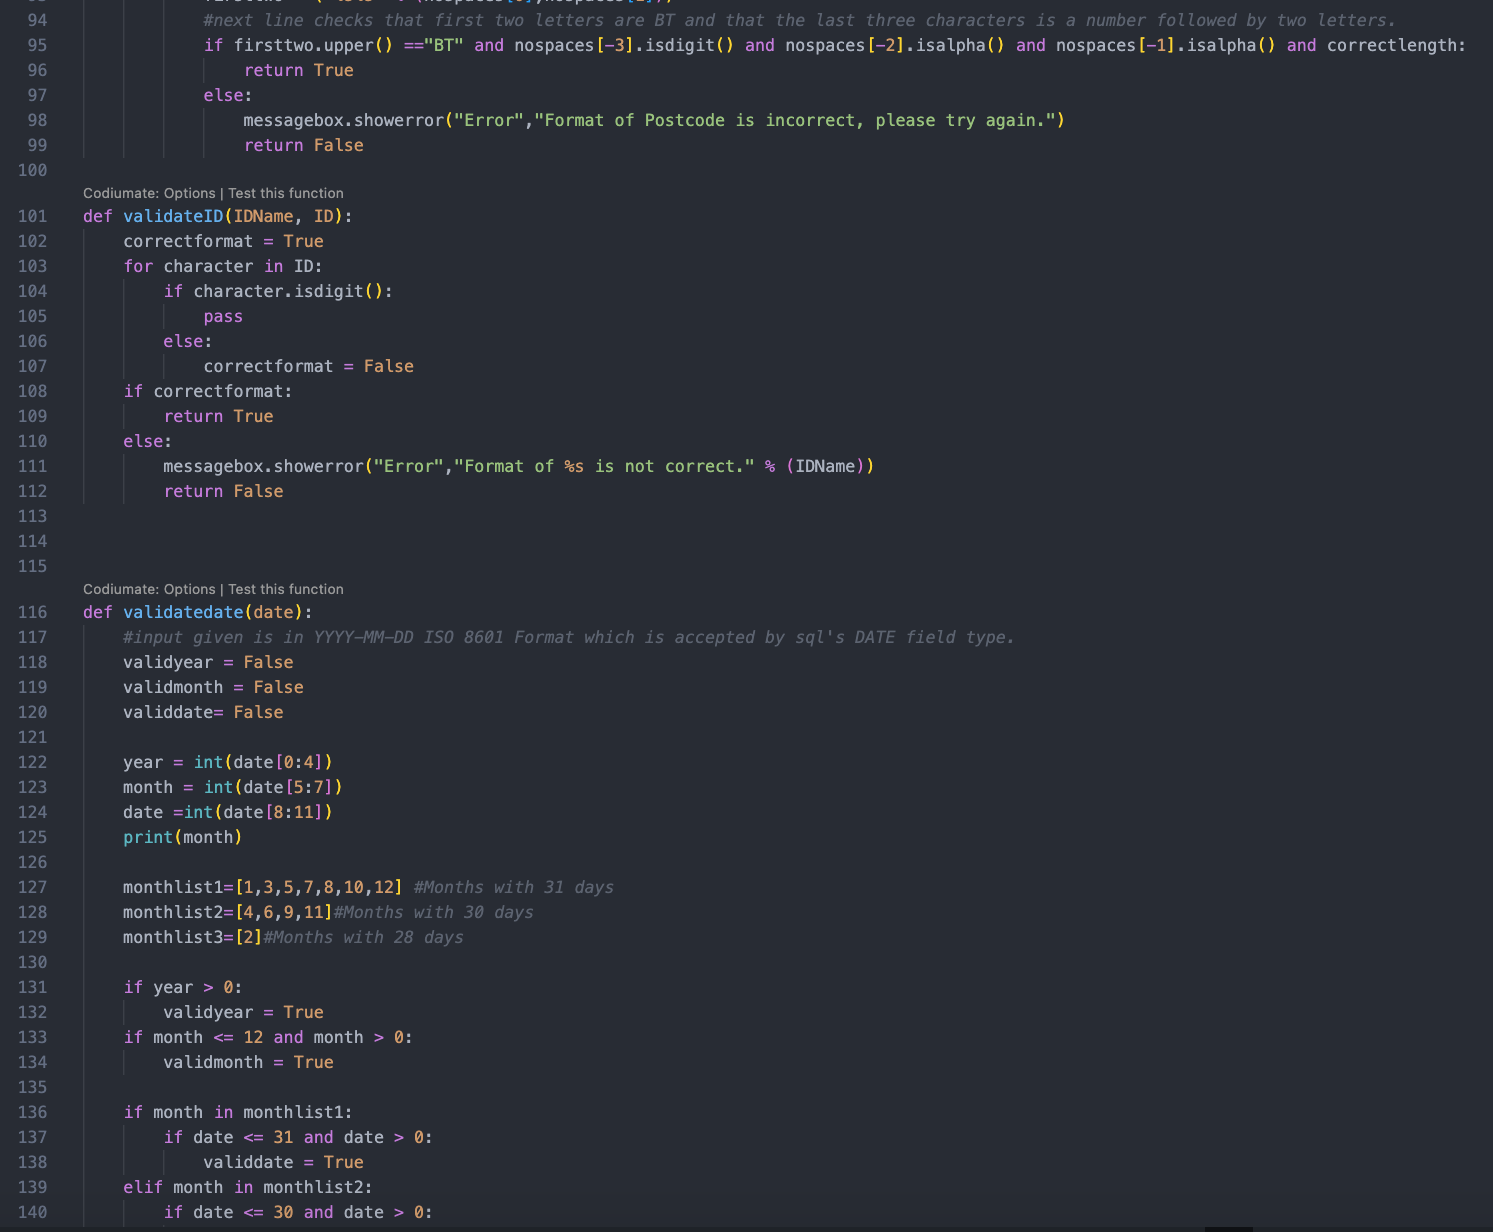 94 #next line checks that first two letters are BT and that the last three characters is a number followed by two letters.
95 if firsttwo.upper() =="BT" and nospaces[-3].isdigit() and nospaces[-2].isalpha() and nospaces[-1].isalpha() and correctlength:
96 return True
97 else:
98 messagebox.showerror("Error","Format of Postcode is incorrect, please try again.")
99 return False
100
Codiumate: Options | Test this function
101 def validateID(IDName, ID):
102 correctformat = True
103 for character in ID:
104 if character.isdigit():
105 pass
106 else:
107 correctformat = False
108 if correctformat:
109 return True
110 else:
111 messagebox.showerror("Error","Format of %s is not correct." % (IDName))
112 return False
113
114
115
Codiumate: Options | Test this function
116 def validatedate(date):
117 #input given is in YYYY-MM-DD ISO 8601 Format which is accepted by sql's DATE field type.
118 validyear = False
119 validmonth = False
120 validdate= False
121
122 year = int(date[0:4])
123 month = int(date[5:7])
124 date =int(date[8:11])
125 print(month)
126
127 monthlist1=[1,3,5,7,8,10,12] #Months with 31 days
128 monthlist2=[4,6,9,11]#Months with 30 days
129 monthlist3=[2]#Months with 28 days
130
131 if year > 0:
132 validyear = True
133 if month <= 12 and month > 0:
134 validmonth = True
135
136 if month in monthlist1:
137 if date <= 31 and date > 0:
138 validdate = True
139 elif month in monthlist2:
140 if date <= 30 and date > 0: